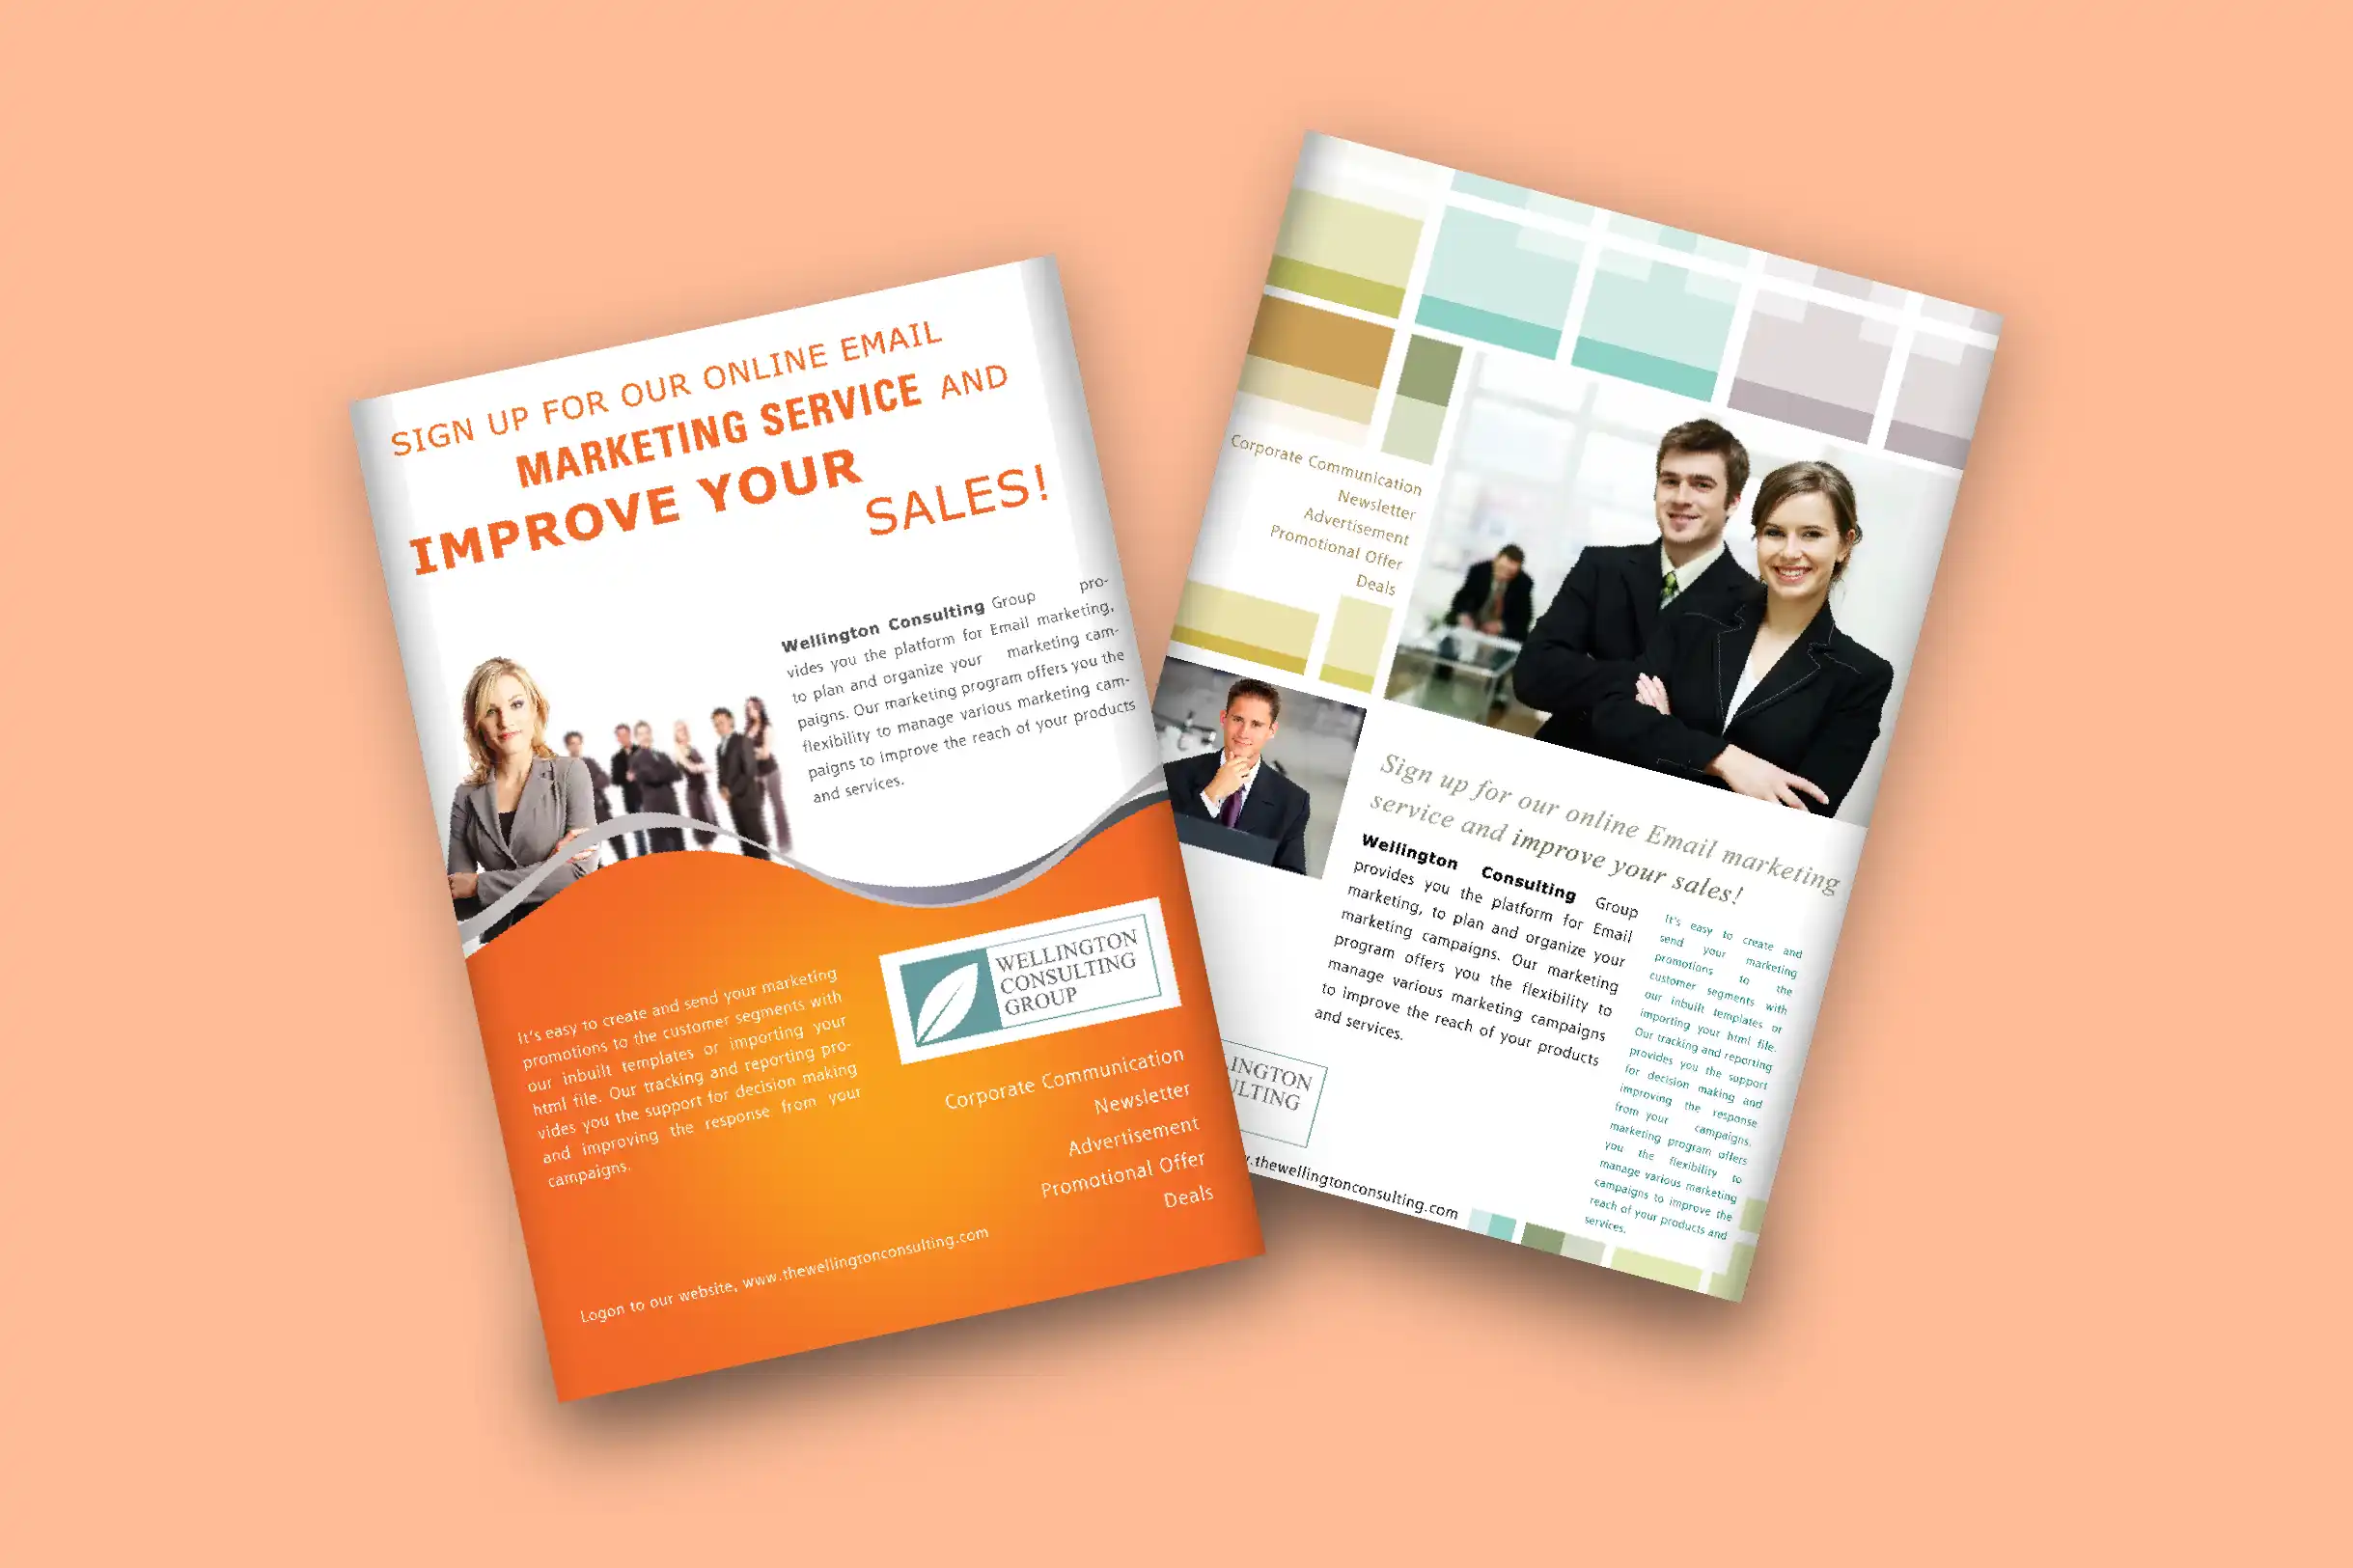 SIGN UP FOR OUR ONLINE EMAIL
MARKETING SERVICE AND
IMPROVE YOUR
SALES!
Wellington Consulting Group pro-
vides you the platform for Email marketing,
to plan and organize your marketing cam-
paigns. Our marketing program offers you the
flexibility to manage various marketing cam-
paigns to improve the reach of your products
and services.
WELLINGTON
CONSULTING
GROUP
It's easy to create and send your marketing
promotions to the customer segments with
our inbuilt templates or importing your
html file. Our tracking and reporting pro-
vides you the support for decision making
and improving the response from your
campaigns.
Corporate Communication
Newsletter
Advertisement
Promotional Offer
Deals
Logon to our website, www.thewellingtonconsulting.com
Corporate Communication
Newsletter
Advertisement
Promotional Offer
Deals
Sign up for our online Email marketing
service and improve your sales!
Wellington Consulting Group
provides you the platform for Email
marketing, to plan and organize your
marketing campaigns. Our marketing
program offers you the flexibility to
manage various marketing campaigns
to improve the reach of your products
and services.
It's easy to create and
send your marketing
promotions to the
customer segments with
our inbuilt templates or
importing your html file.
Our tracking and reporting
provides you the support
for decision making and
improving the response
from your campaigns.
marketing program offers
you the flexibility to
manage various marketing
campaigns to improve the
reach of your products and
services.
INGTON
ULTING
.thewellingtonconsulting.com